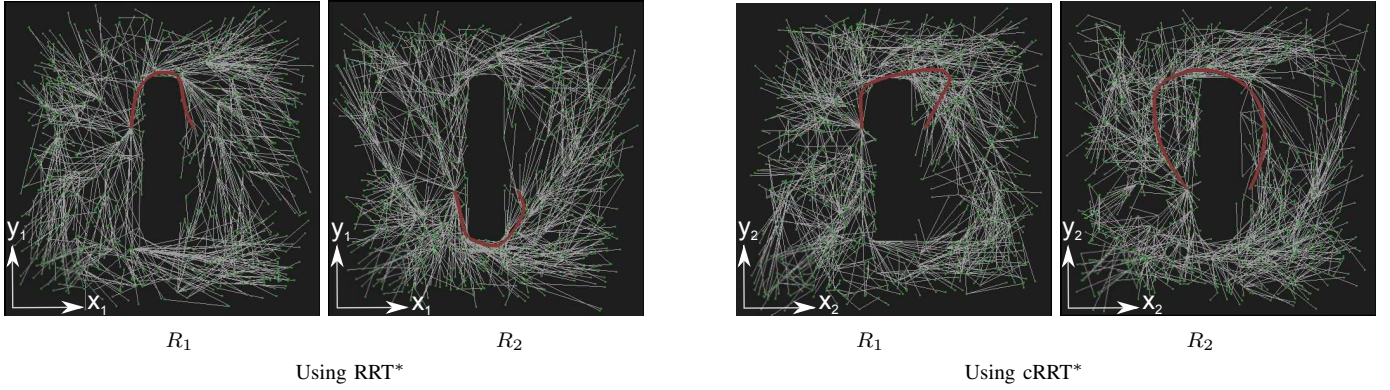 y₁
x₁
y₁
x₁
y₂
x₂
y₂
x₂
R₁
R₂
R₁
R₂
Using RRT*
Using cRRT*